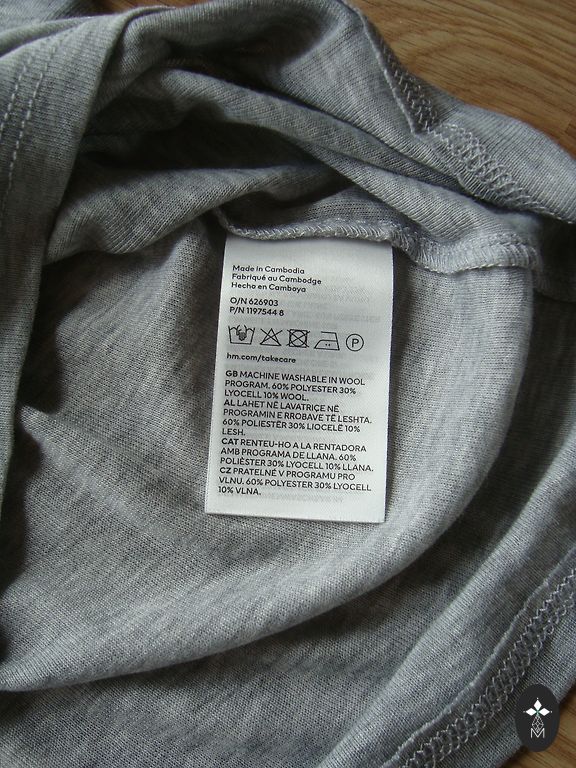 Made in Cambodia
Fabriqué au Cambodge
Hecho en Camboya
O/N 626903
P/N 1197544 8
P
hm.com/takecare
GB MACHINE WASHABLE IN WOOL
PROGRAM. 60% POLYESTER 30%
LYOCELL 10% WOOL.
AL LAHET NË LAVATRIÇE NË
PROGRAMIN E RROBAVE TË LESHTA.
60% POLIESTËR 30% LIOCELË 10%
LESH.
CAT RENTEU-HO A LA RENTADORA
AMB PROGRAMA DE LLANA. 60%
POLIÈSTER 30% LYOCELL 10% LLANA.
CZ PRATELNÉ V PROGRAMU PRO
VLNU. 60% POLYESTER 30% LYOCELL
10% VLNA.
M